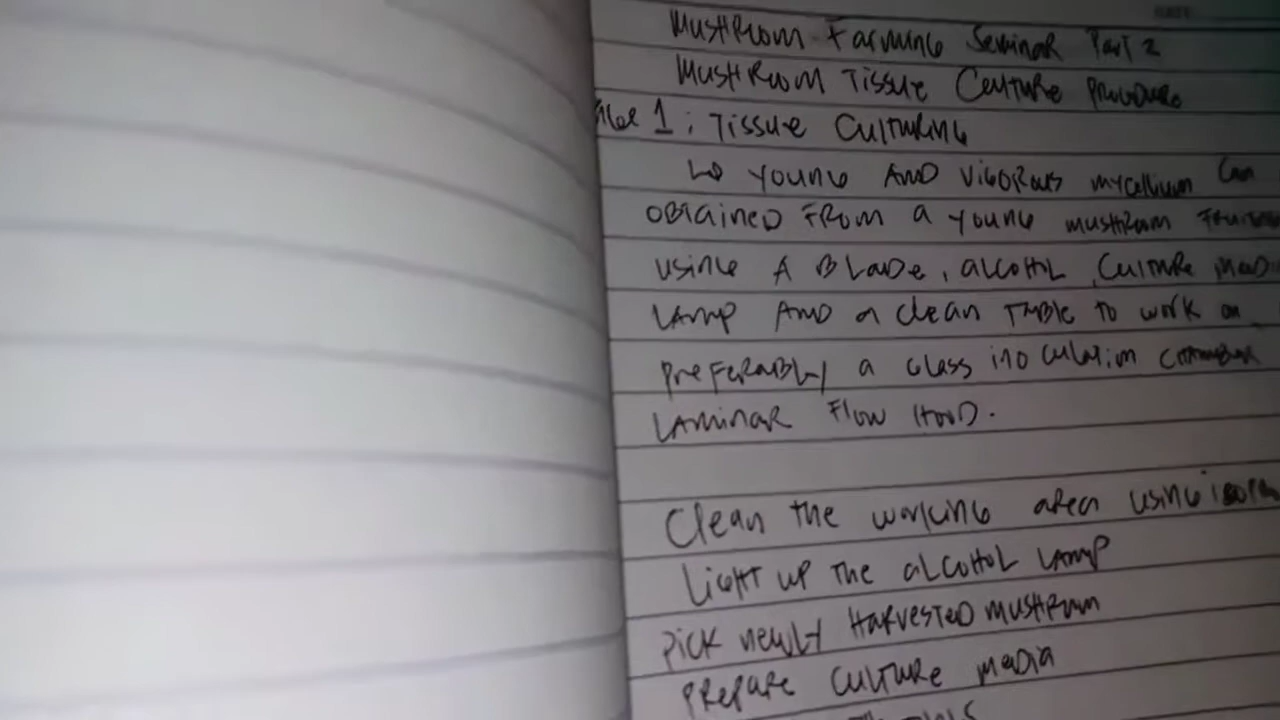 MUSHROOM FARMING SEMINAR PART 2
MUSHROOM TISSUE CULTURE PROCEDURE
1: TISSUE CULTURING
YOUNG AND VIGOROUS mycellium Can
OBTAINED FROM a YOUNG mushroom
USING A BLADE, alcohol, CULTURE
LAMP AND a clean TABLE TO work on
PREFERABLY a GLASS
LAMINAR FLOW HOOD.
Clean the working area using
LIGHT UP THE ALCOHOL LAMP
PICK NEWLY HARVESTED MUSHROOM
PREPARE CULTURE MEDIA